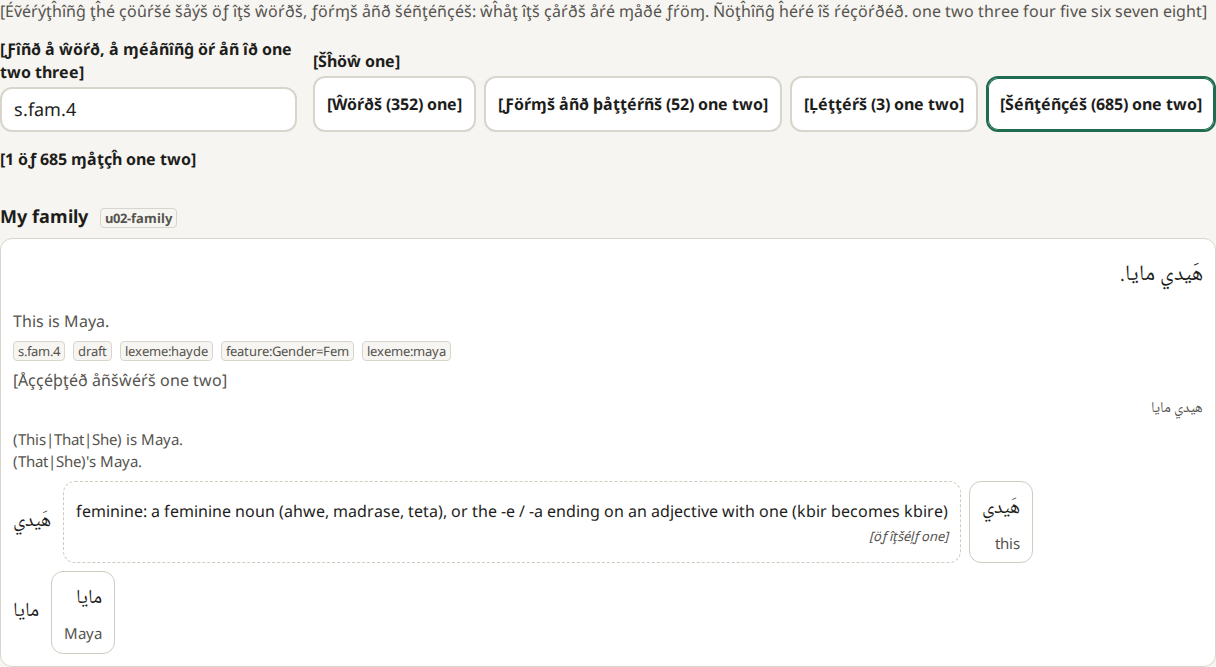 [Éṽéŕýţĥîñĝ ţĥé çöûŕšé šåýš öƒ îţš ŵöŕðš, ƒöŕɱš åñð šéñţéñçéš: ŵĥåţ îţš çåŕðš åŕé ɱåðé ƒŕöɱ. Ñöţĥîñĝ ĥéŕé îš ŕéçöŕðéð. one two three four five six seven eight]
[Ƒîñð å ŵöŕð, å ɱéåñîñĝ öŕ åñ îð one two three]
s.fam.4
[Šĥöŵ one]
[Ŵöŕðš (352) one]
[Ƒöŕɱš åñð þåţţéŕñš (52) one two]
[Ļéţţéŕš (3) one two]
[Šéñţéñçéš (685) one two]
[1 öƒ 685 ɱåţçĥ one two]
My family u02-family
هَيدي مايا.
This is Maya.
s.fam.4 draft lexeme:hayde feature:Gender=Fem lexeme:maya
[Åççéþţéð åñšŵéŕš one two]
هيدي مايا
(This|That|She) is Maya.
(That|She)'s Maya.
هَيدي
feminine: a feminine noun (ahwe, madrase, teta), or the -e / -a ending on an adjective with one (kbir becomes kbire)
[öƒ îţšéļƒ one]
هَيدي
this
مايا
مايا
Maya